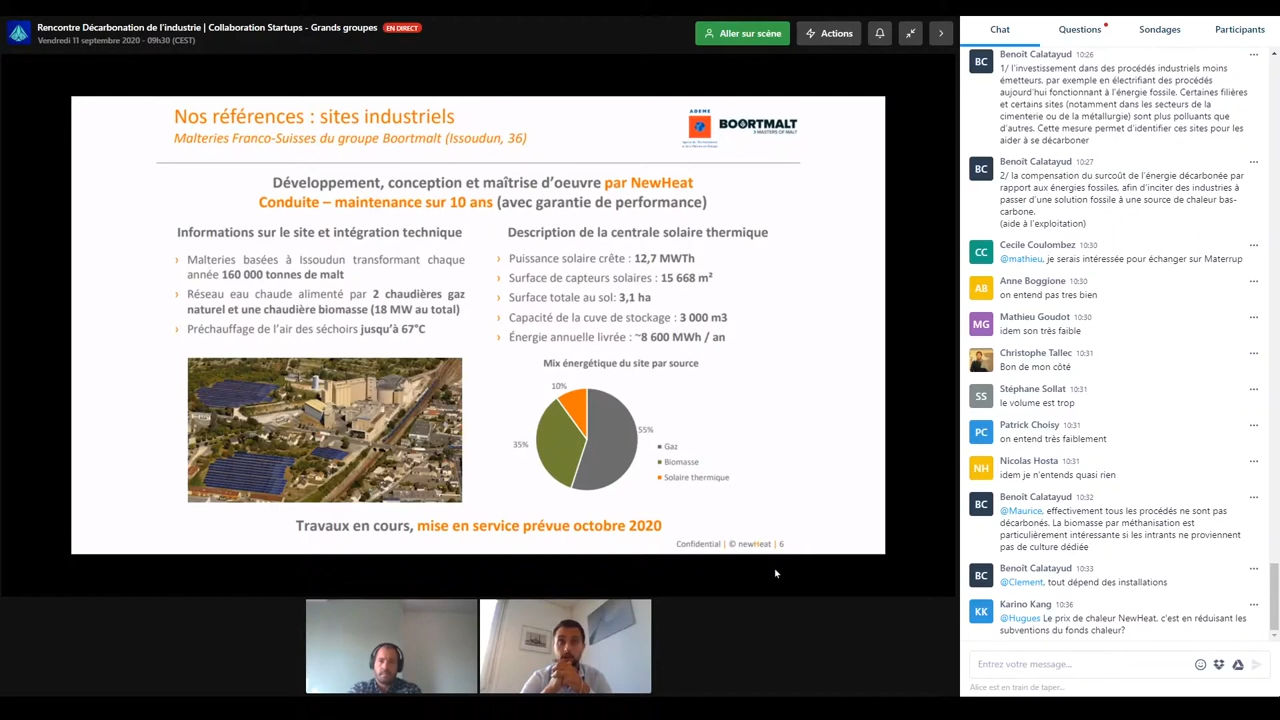 Rencontre Décarbonation de l'industrie | Collaboration Startups - Grands groupes
EN DIRECT
Vendredi 11 septembre 2020 - 09h30 (CEST)
Aller sur scène
Actions
Nos références : sites industriels
Malteries Franco-Suisses du groupe Boortmalt (Issoudun, 36)
ADEME
BOORTMALT
Développement, conception et maîtrise d'oeuvre par NewHeat
Conduite – maintenance sur 10 ans (avec garantie de performance)
Informations sur le site et intégration technique
Malteries basées à Issoudun transformant chaque
année 160 000 tonnes de malt
Réseau eau chaude alimenté par 2 chaudières gaz
naturel et une chaudière biomasse (18 MW au total)
Préchauffage de l'air des séchoirs jusqu'à 67°C
Description de la centrale solaire thermique
Puissance solaire crête : 12,7 MWTh
Surface de capteurs solaires : 15 668 m²
Surface totale au sol: 3,1 ha
Capacité de la cuve de stockage : 3 000 m3
Énergie annuelle livrée : ~8 600 MWh / an
Mix énergétique du site par source
10%
55%
35%
Gaz
Biomasse
Solaire thermique
Travaux en cours, mise en service prévue octobre 2020
Confidential | © newHeat | 6
Chat
Questions
Sondages
Participants
BC
Benoît Calatayud 10:26
1/ l'investissement dans des procédés industriels moins
émetteurs, par exemple en électrifiant des procédés
aujourd'hui fonctionnant à l'énergie fossile. Certaines filières
et certains sites (notamment dans les secteurs de la
cimenterie ou de la métallurgie) sont plus polluants que
d'autres. Cette mesure permet d'identifier ces sites pour les
aider à se décarboner
BC
Benoît Calatayud 10:27
2/ la compensation du surcoût de l'énergie décarbonée par
rapport aux énergies fossiles, afin d'inciter des industries à
passer d'une solution fossile à une source de chaleur bas-
carbone.
(aide à l'exploitation)
CC
Cecile Coulombez 10:30
@mathieu, je serais intéressée pour échanger sur Materrup
AB
Anne Boggione 10:30
on entend pas tres bien
MG
Mathieu Goudot 10:30
idem son très faible
Christophe Tallec 10:31
Bon de mon côté
SS
Stéphane Sollat 10:31
le volume est trop
PC
Patrick Choisy 10:31
on entend très faiblement
NH
Nicolas Hosta 10:31
idem je n'entends quasi rien
BC
Benoît Calatayud 10:32
@Maurice, effectivement tous les procédés ne sont pas
décarbonés. La biomasse par méthanisation est
particulièrement intéressante si les intrants ne proviennent
pas de culture dédiée
BC
Benoît Calatayud 10:33
@Clement, tout dépend des installations
KK
Karino Kang 10:36
@Hugues Le prix de chaleur NewHeat, c'est en réduisant les
subventions du fonds chaleur?
Entrez votre message...
Alice est en train de taper...